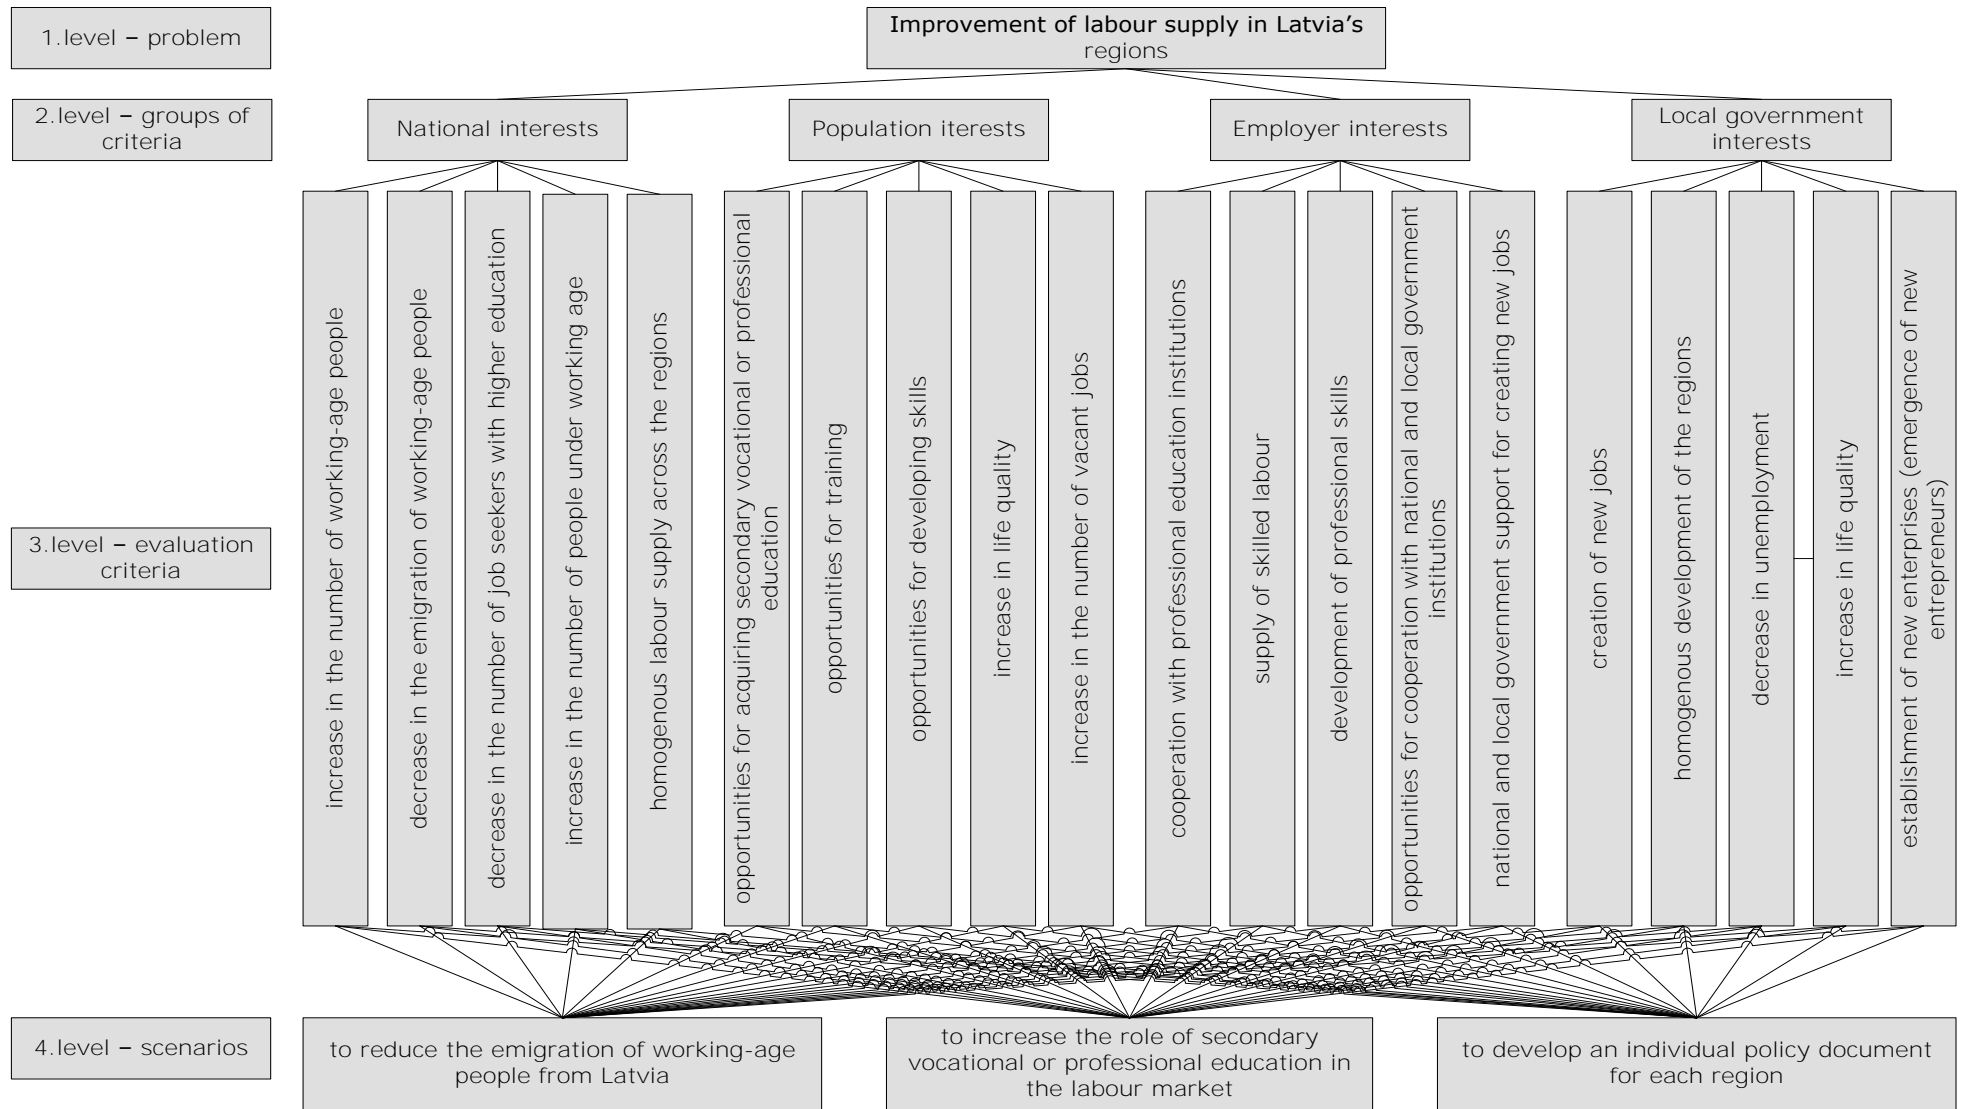 1.level – problem
Improvement of labour supply in Latvia's
regions
2.level – groups of
criteria
National interests
Population iterests
Employer interests
Local government
interests
3.level – evaluation
criteria
increase in the number of working-age people
decrease in the emigration of working-age people
decrease in the number of job seekers with higher education
increase in the number of people under working age
homogenous labour supply across the regions
opportunities for acquiring secondary vocational or professional
education
opportunities for training
opportunities for developing skills
increase in life quality
increase in the number of vacant jobs
cooperation with professional education institutions
supply of skilled labour
development of professional skills
opportunities for cooperation with national and local government
institutions
national and local government support for creating new jobs
creation of new jobs
homogenous development of the regions
decrease in unemployment
increase in life quality
establishment of new enterprises (emergence of new
entrepreneurs)
4.level – scenarios
to reduce the emigration of working-age
people from Latvia
to increase the role of secondary
vocational or professional education in
the labour market
to develop an individual policy document
for each region